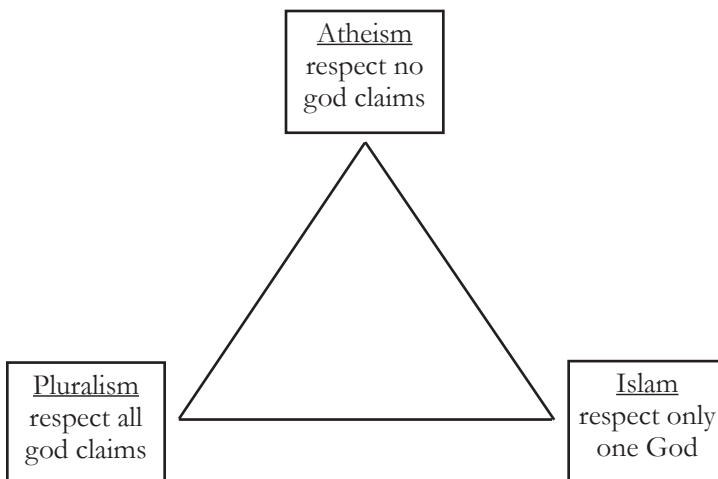 Atheism
respect no
god claims
Pluralism
respect all
god claims
Islam
respect only
one God